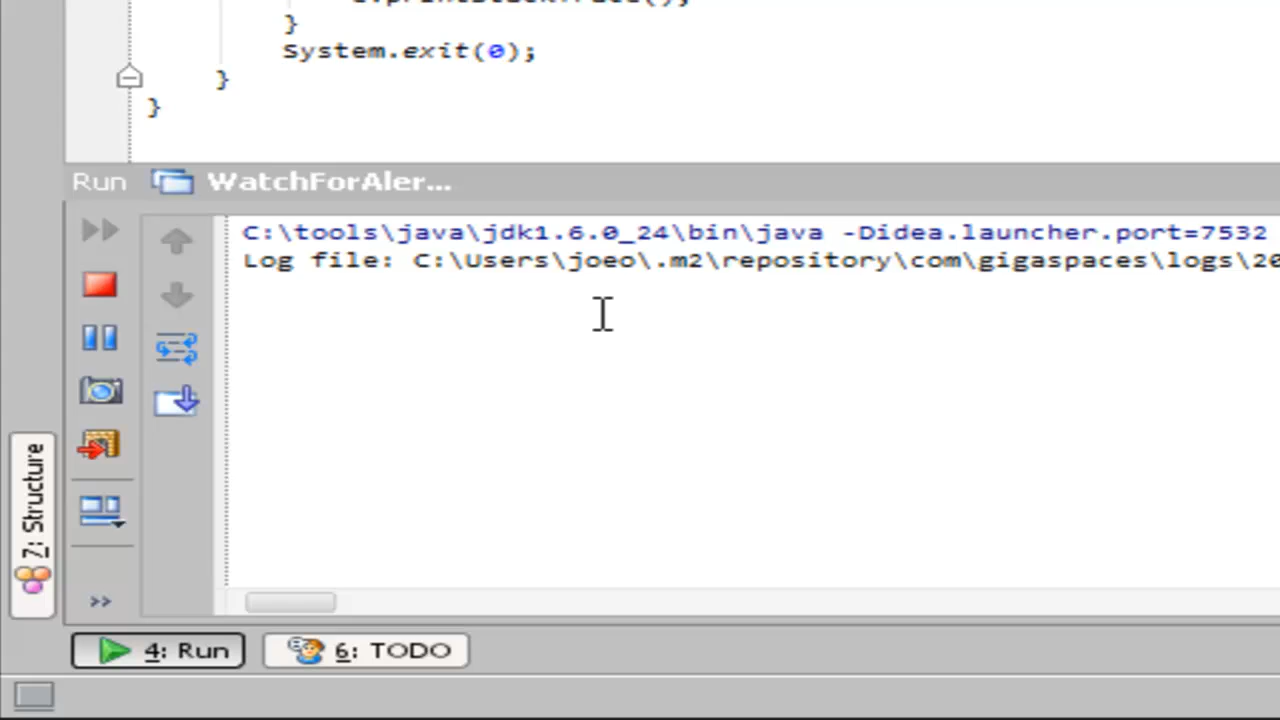 }
System.exit(0);
}
}
Run WatchForAler...
C:\tools\java\jdk1.6.0_24\bin\java -Didea.launcher.port=7532
Log file: C:\Users\joeo\.m2\repository\com\gigaspaces\logs\20
7: Structure
>>
4: Run 6: TODO